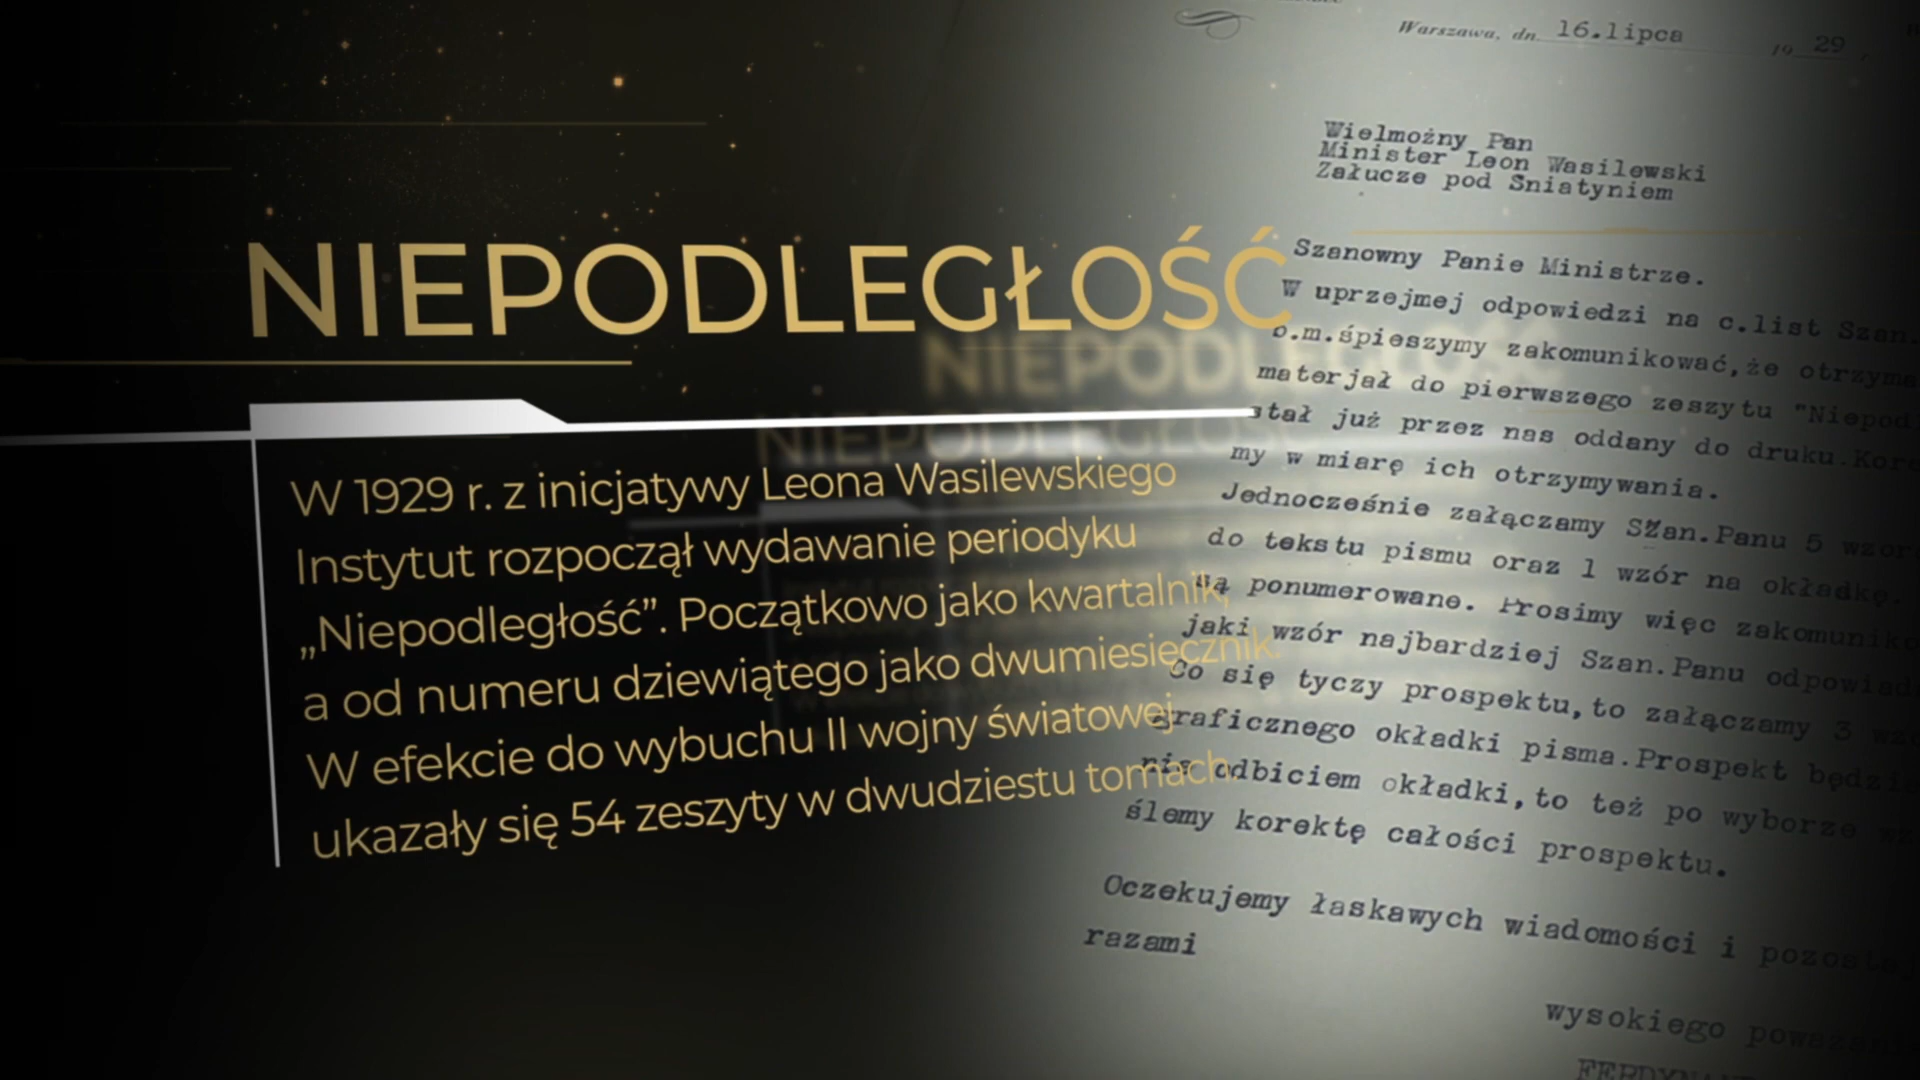 NIEPODLEGŁOŚĆ
W 1929 r. z inicjatywy Leona Wasilewskiego
Instytut rozpoczął wydawanie periodyku
„Niepodległość”. Początkowo jako kwartalnik,
a od numeru dziewiątego jako dwumiesięcznik.
W efekcie do wybuchu II wojny światowej
ukazały się 54 zeszyty w dwudziestu tomach.
Warszawa, dn. 16.lipca 19 29 r.
Wielmożny Pan
Minister Leon Wasilewski
Załucze pod Sniatyniem
Szanowny Panie Ministrze.
W uprzejmej odpowiedzi na c.list Szan.
b.m.śpieszymy zakomunikować,że
materjał do pierwszego zeszytu
stał już przez nas oddany do druku.
my w miarę ich otrzymywania.
Jednocześnie załączamy Szan.Panu 5
do tekstu pismu oraz 1 wzór na okładkę.
są ponumerowane. Prosimy więc
jaki wzór najbardziej Szan.Panu
Co się tyczy prospektu,to załączamy 3
graficznego okładki pisma.Prospekt
odbiciem okładki,to też po wyborze
ślemy korektę całości prospektu.
Oczekujemy łaskawych wiadomości i
razami
wysokiego